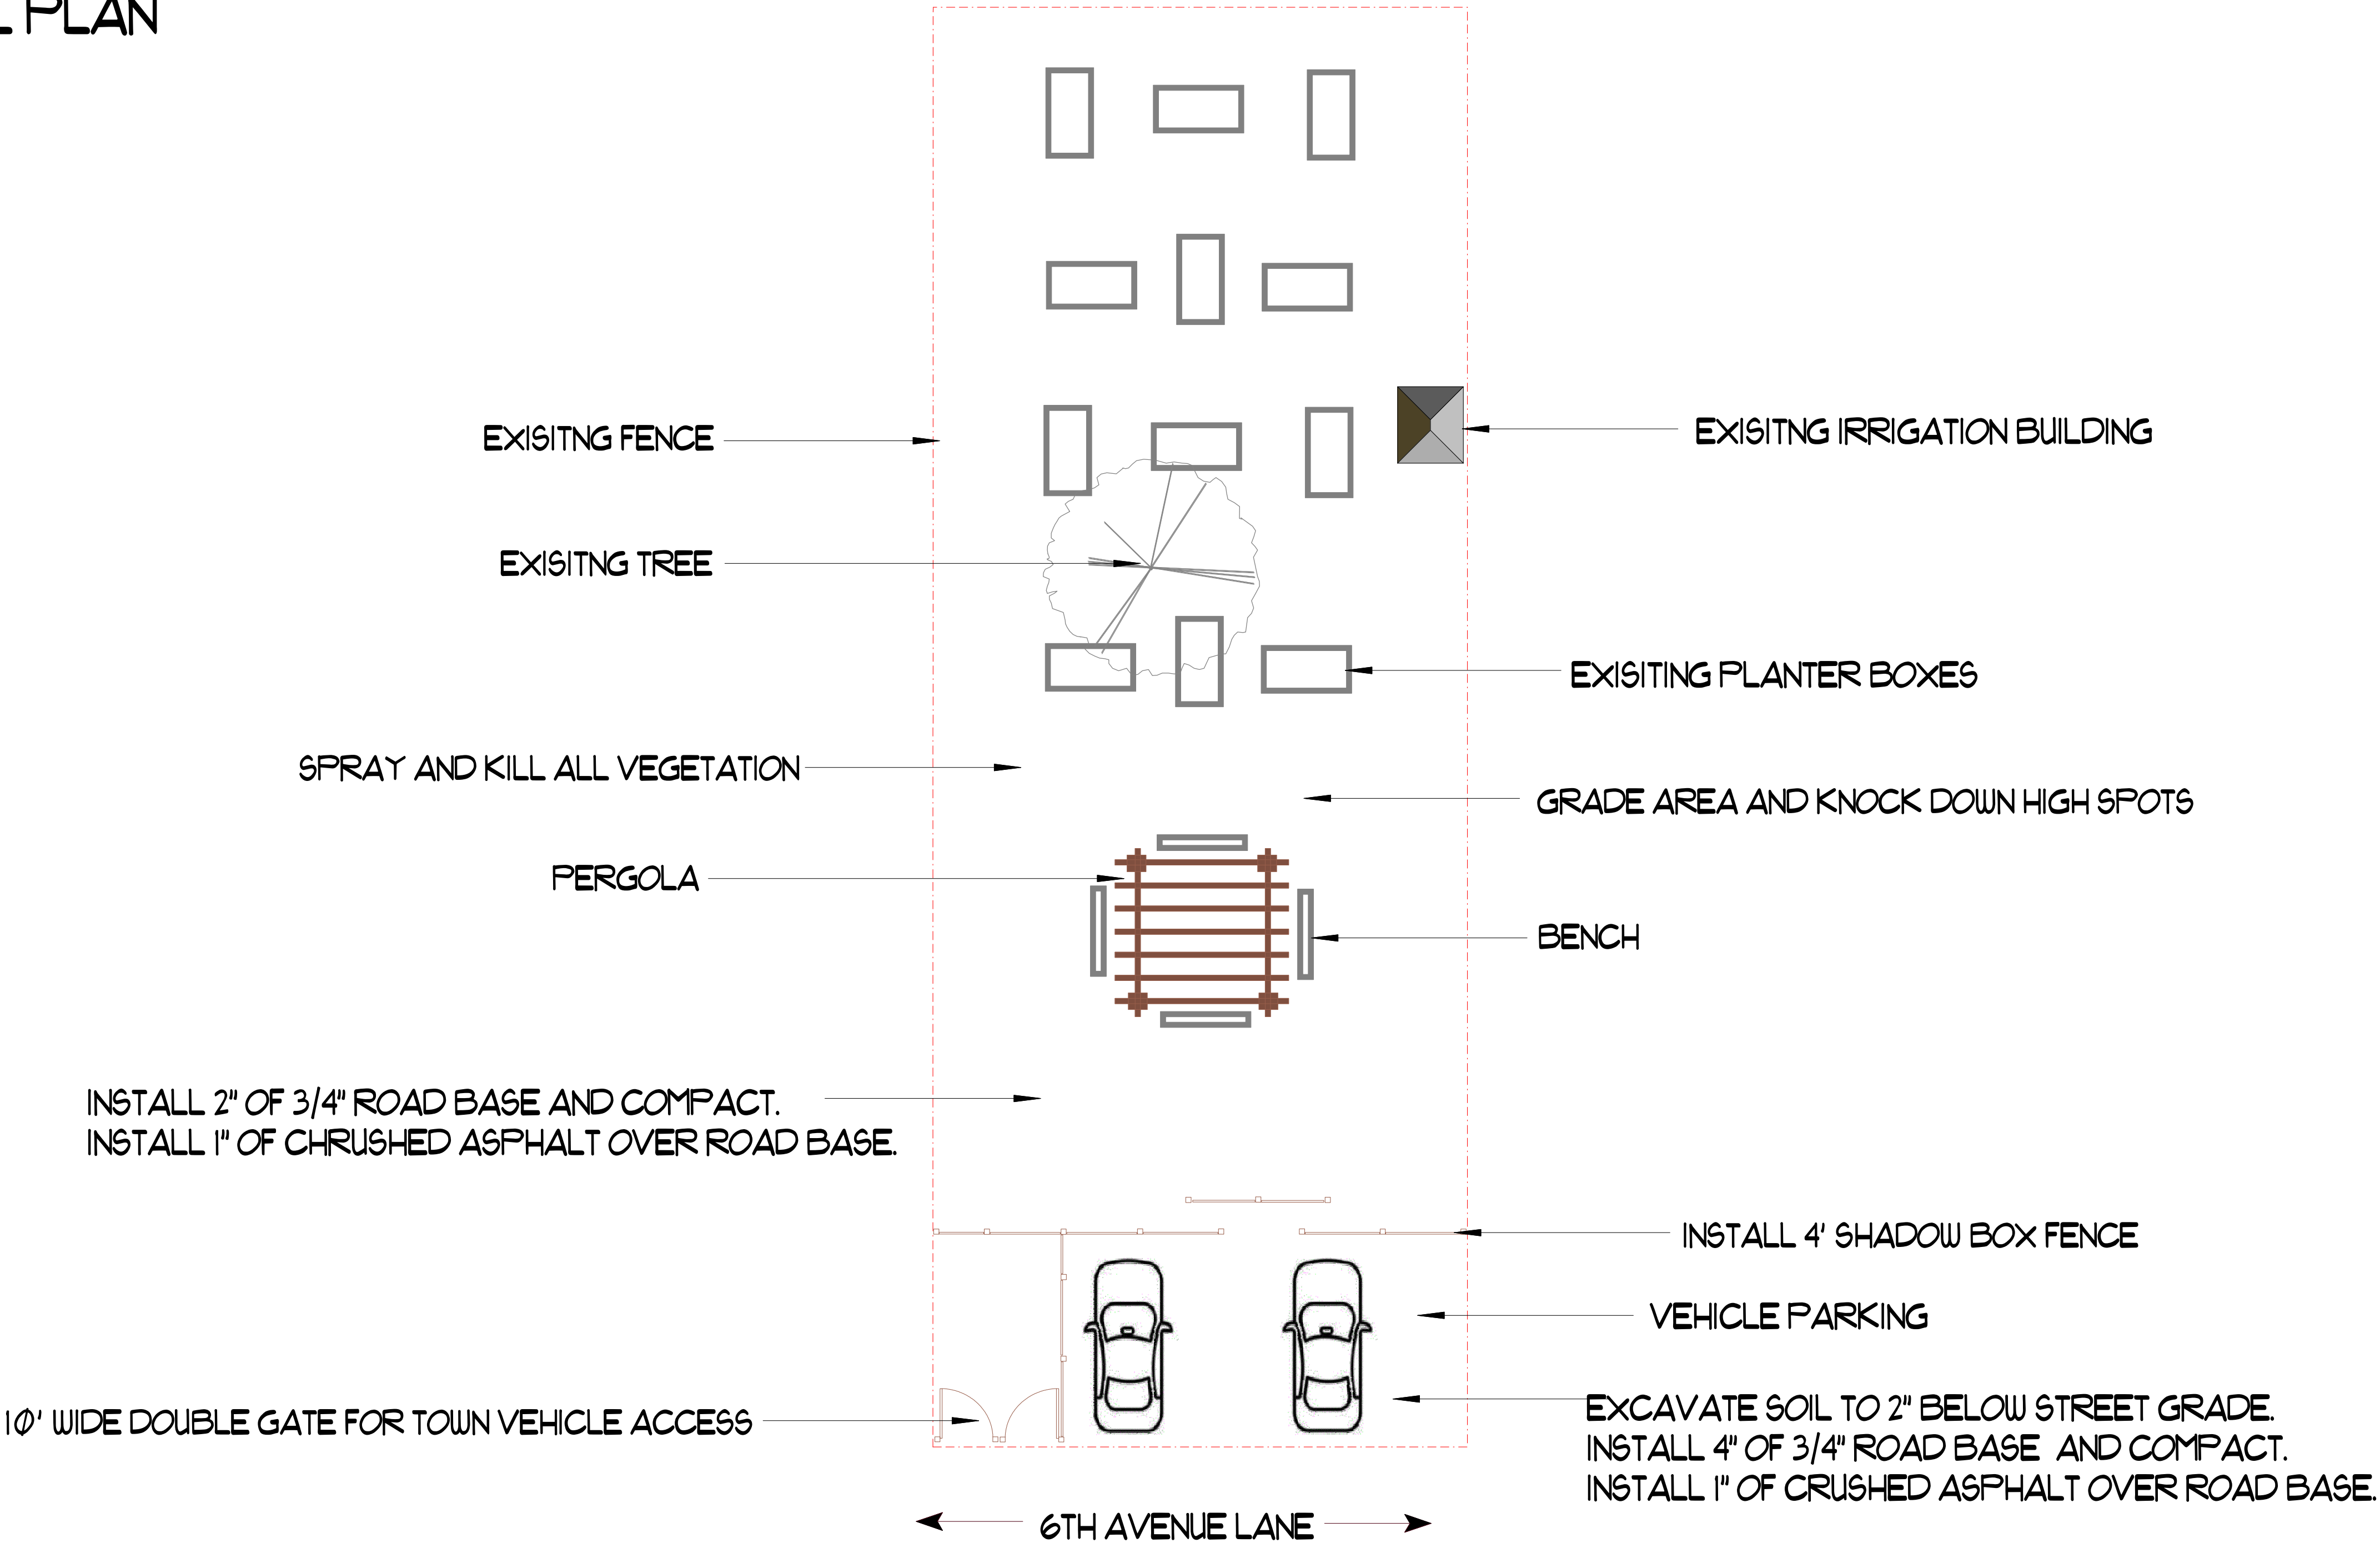 L PLAN
EXISITNG FENCE
EXISITNG IRRIGATION BUILDING
EXISITNG TREE
EXISITING PLANTER BOXES
SPRAY AND KILL ALL VEGETATION
GRADE AREA AND KNOCK DOWN HIGH SPOTS
PERGOLA
BENCH
INSTALL 2" OF 3/4" ROAD BASE AND COMPACT.
INSTALL 1" OF CHRUSHED ASPHALT OVER ROAD BASE.
INSTALL 4' SHADOW BOX FENCE
VEHICLE PARKING
10' WIDE DOUBLE GATE FOR TOWN VEHICLE ACCESS
EXCAVATE SOIL TO 2" BELOW STREET GRADE.
INSTALL 4" OF 3/4" ROAD BASE AND COMPACT.
INSTALL 1" OF CRUSHED ASPHALT OVER ROAD BASE.
6TH AVENUE LANE